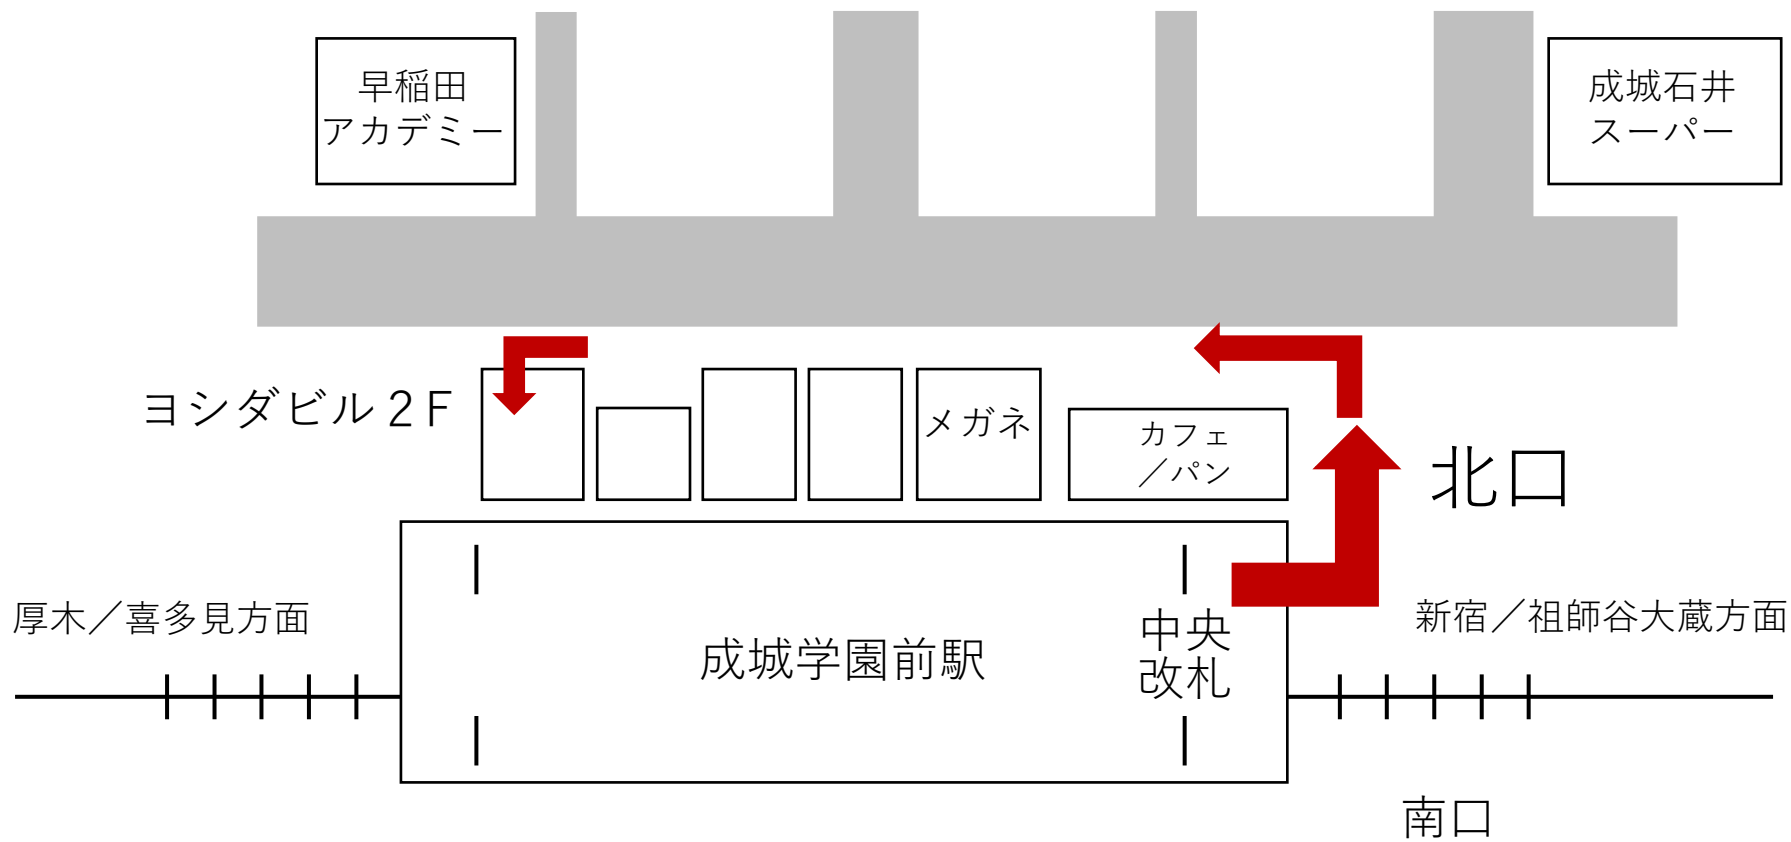 早稲田
アカデミー
成城石井
スーパー
ヨシダビル２Ｆ
メガネ
カフェ
／パン
北口
厚木／喜多見方面
成城学園前駅
中央
改札
新宿／祖師谷大蔵方面
南口